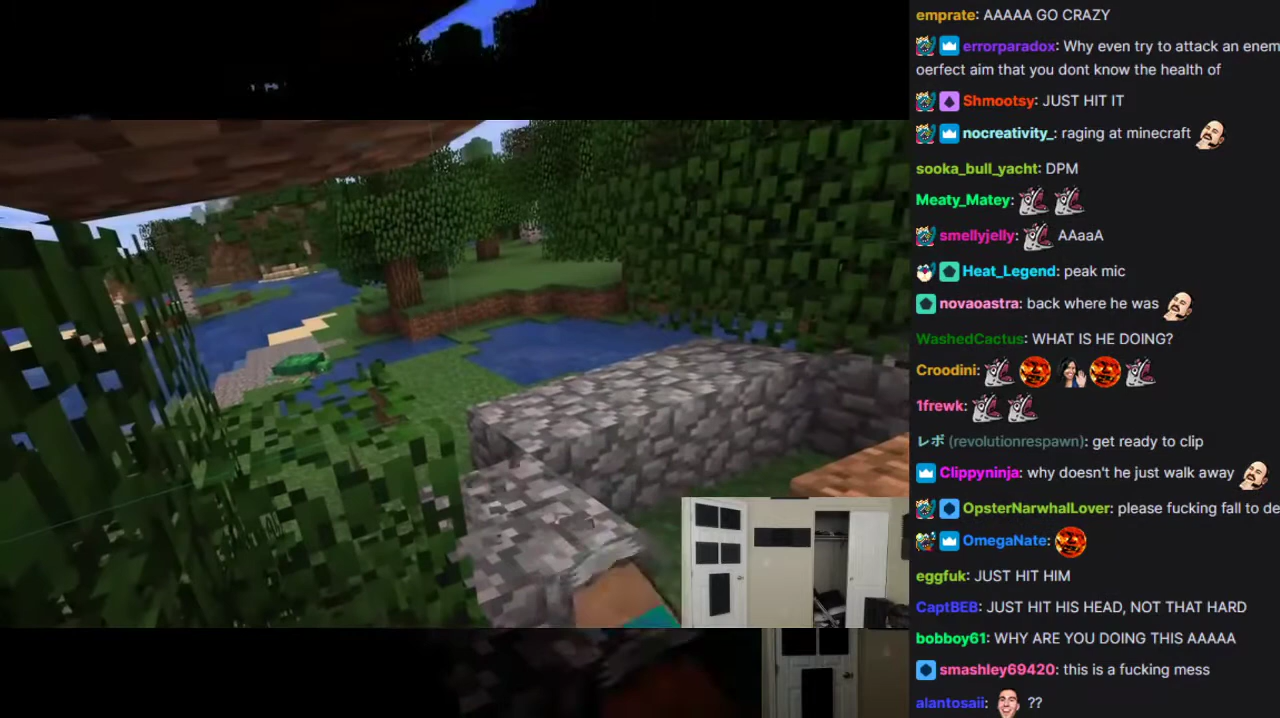 emprate: AAAAA GO CRAZY
errorparadox: Why even try to attack an enem
oerfect aim that you dont know the health of
Shmootsy: JUST HIT IT
nocreativity_: raging at minecraft
sooka_bull_yacht: DPM
Meaty_Matey:
smellyjelly: AAaaA
Heat_Legend: peak mic
novaoastra: back where he was
WashedCactus: WHAT IS HE DOING?
Croodini:
1frewk:
レポ (revolutionrespawn): get ready to clip
Clippyninja: why doesn't he just walk away
OpsterNarwhalLover: please fucking fall to de
OmegaNate:
eggfuk: JUST HIT HIM
CaptBEB: JUST HIT HIS HEAD, NOT THAT HARD
bobboy61: WHY ARE YOU DOING THIS AAAAA
smashley69420: this is a fucking mess
alantosaii: ??